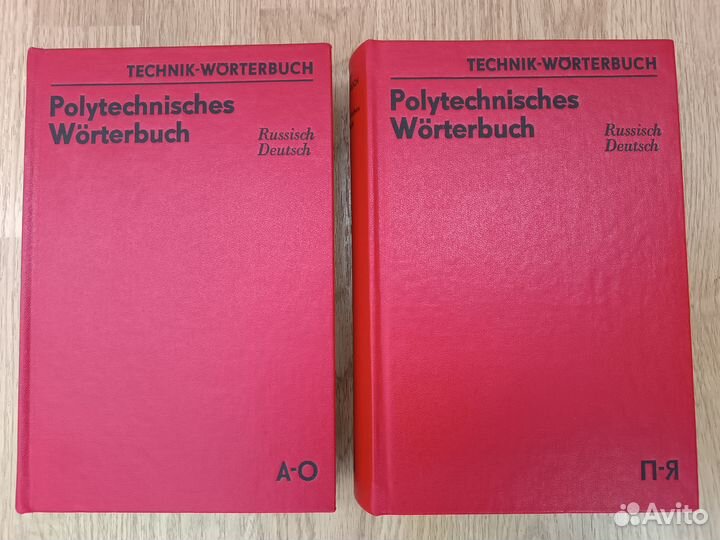 TECHNIK-WÖRTERBUCH
Polytechnisches
Wörterbuch
Russisch
Deutsch
А-О
TECHNIK-WÖRTERBUCH
Polytechnisches
Wörterbuch
Russisch
Deutsch
П-Я
Avito